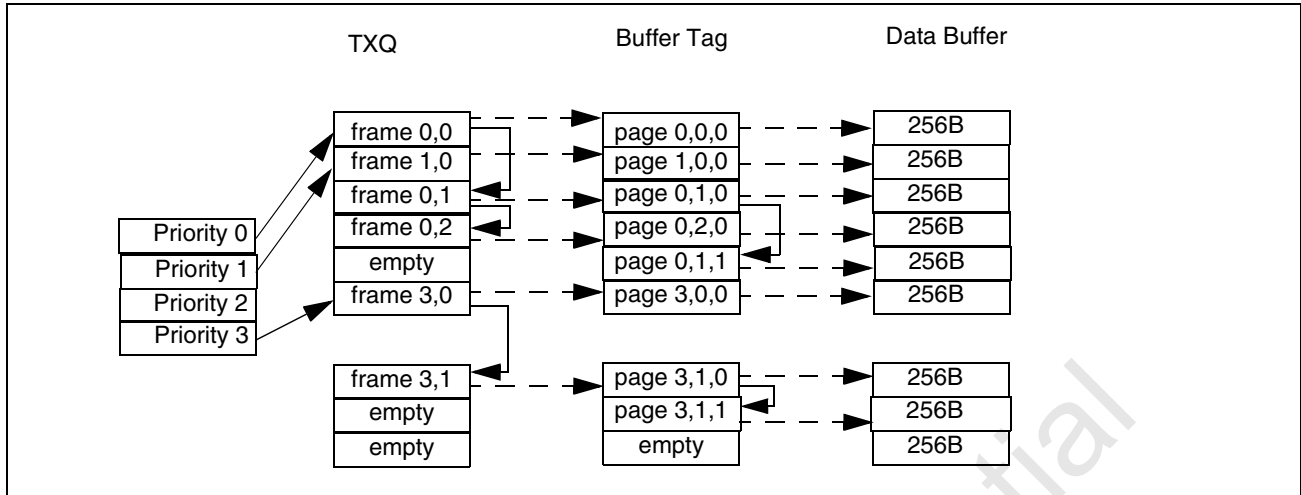 TXQ Buffer Tag Data Buffer
frame 0,0 page 0,0,0 256B
frame 1,0 page 1,0,0 256B
frame 0,1 page 0,1,0 256B
Priority 0 frame 0,2 page 0,2,0 256B
Priority 1 empty page 0,1,1 256B
Priority 2 frame 3,0 page 3,0,0 256B
Priority 3
frame 3,1 page 3,1,0 256B
empty page 3,1,1 256B
empty empty 256B
tial